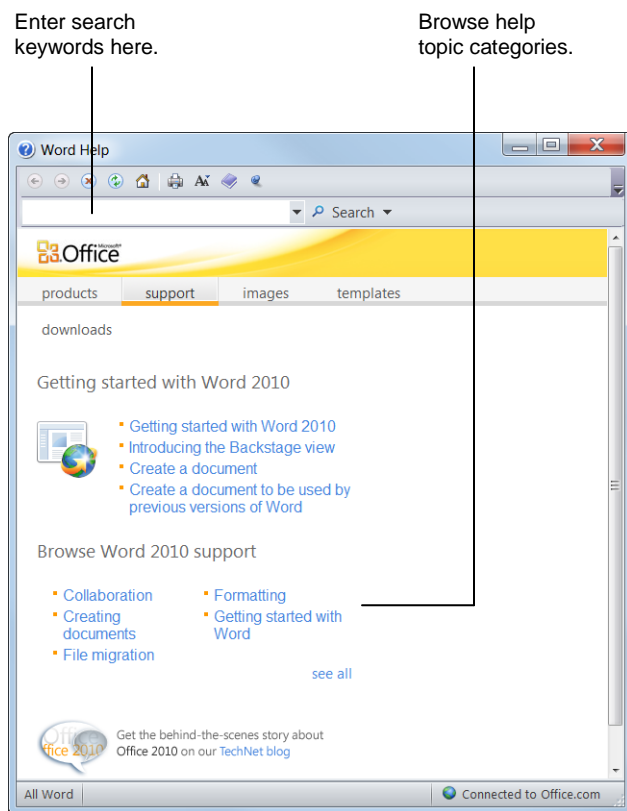 Enter search
keywords here.
Browse help
topic categories.
Word Help
Search
Office
products support images templates
downloads
Getting started with Word 2010
Getting started with Word 2010
Introducing the Backstage view
Create a document
Create a document to be used by
previous versions of Word
Browse Word 2010 support
Collaboration
Creating
documents
File migration
Formatting
Getting started with
Word
see all
Get the behind-the-scenes story about
Office 2010 on our TechNet blog
All Word
Connected to Office.com